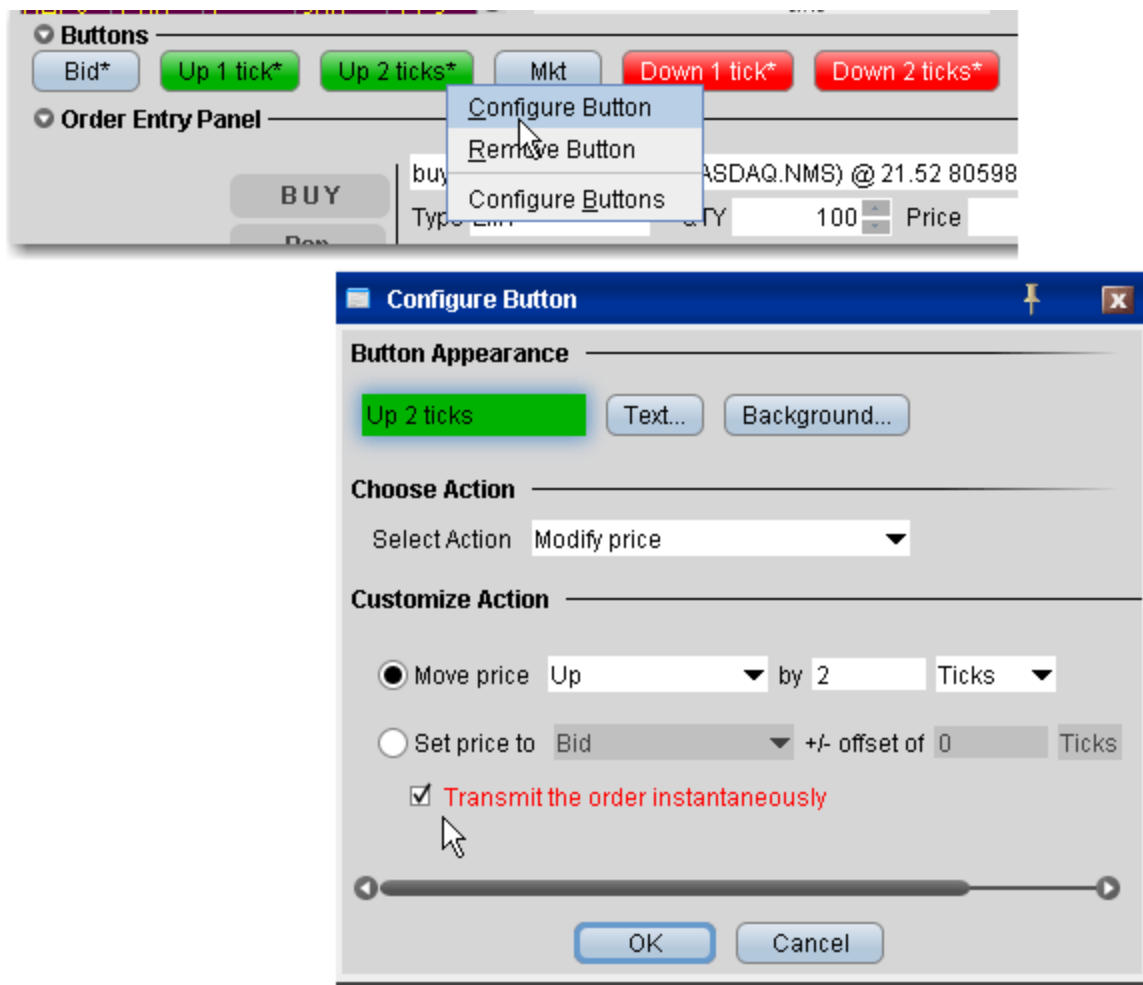 Buttons
Bid* Up 1 tick* Up 2 ticks* Mkt Down 1 tick* Down 2 ticks*
Configure Button
Order Entry Panel
Remove Button
buy ASDAQ.NMS) @ 21.52 80598
BUY
Configure Buttons
Type QTY 100 Price
Configure Button
Button Appearance
Up 2 ticks Text... Background...
Choose Action
Select Action Modify price
Customize Action
Move price Up by 2 Ticks
Set price to Bid +/- offset of 0 Ticks
Transmit the order instantaneously
OK Cancel